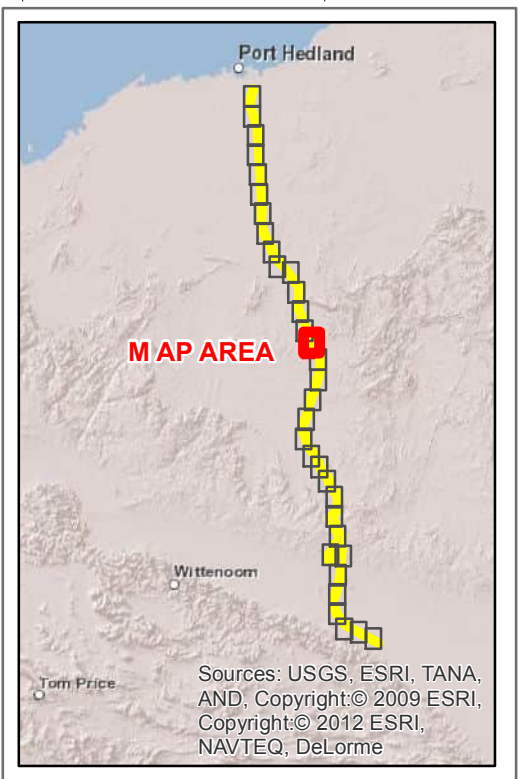 Port Hedland
M AP AREA
Wittenoom
Tom Price
Sources: USGS, ESRI, TANA,
AND, Copyright:© 2009 ESRI,
Copyright:© 2012 ESRI,
NAVTEQ, DeLorme